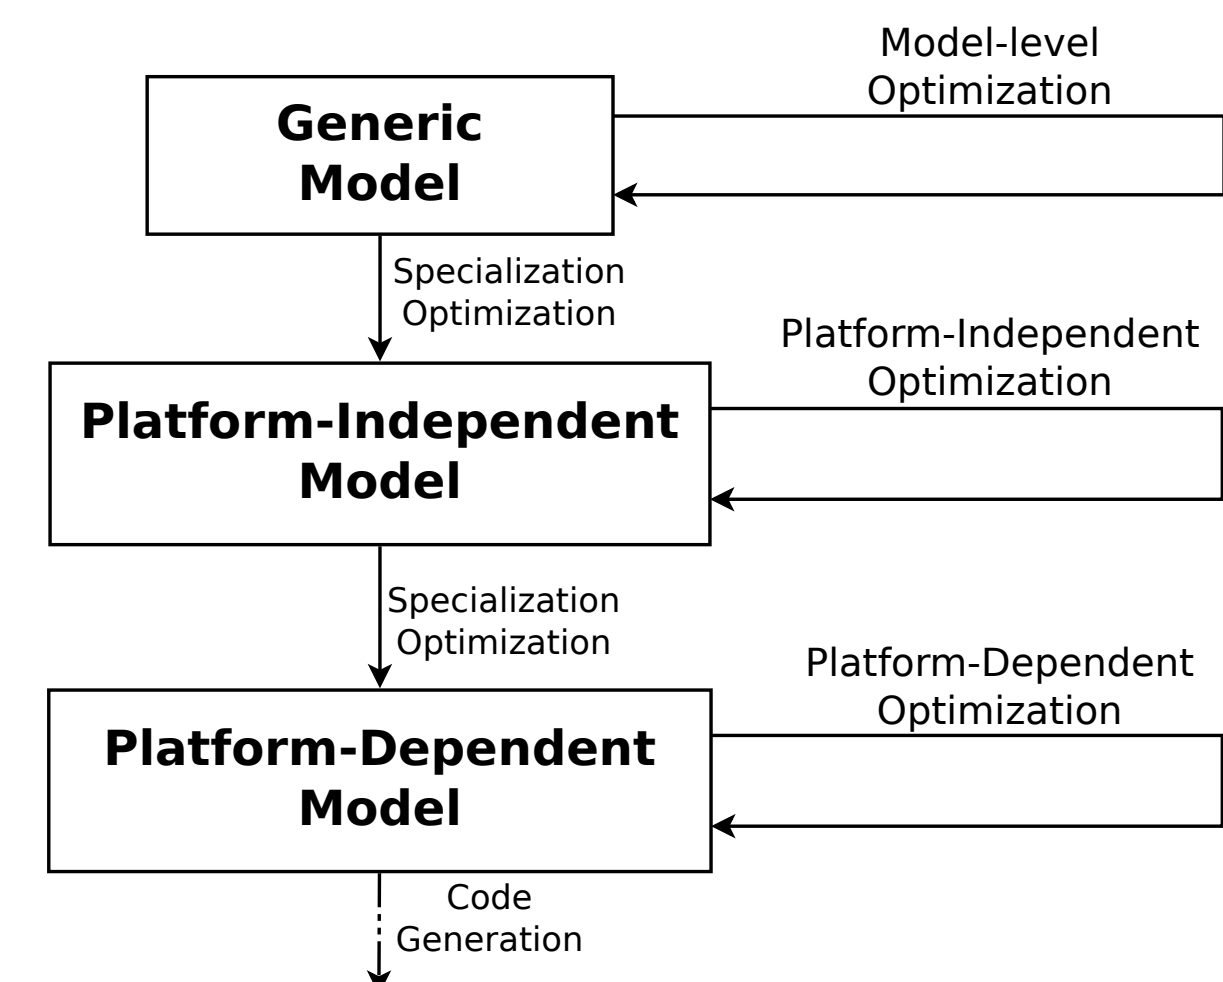 Model-level
Optimization
Generic
Model
Specialization
Optimization
Platform-Independent
Optimization
Platform-Independent
Model
Specialization
Optimization
Platform-Dependent
Optimization
Platform-Dependent
Model
Code
Generation